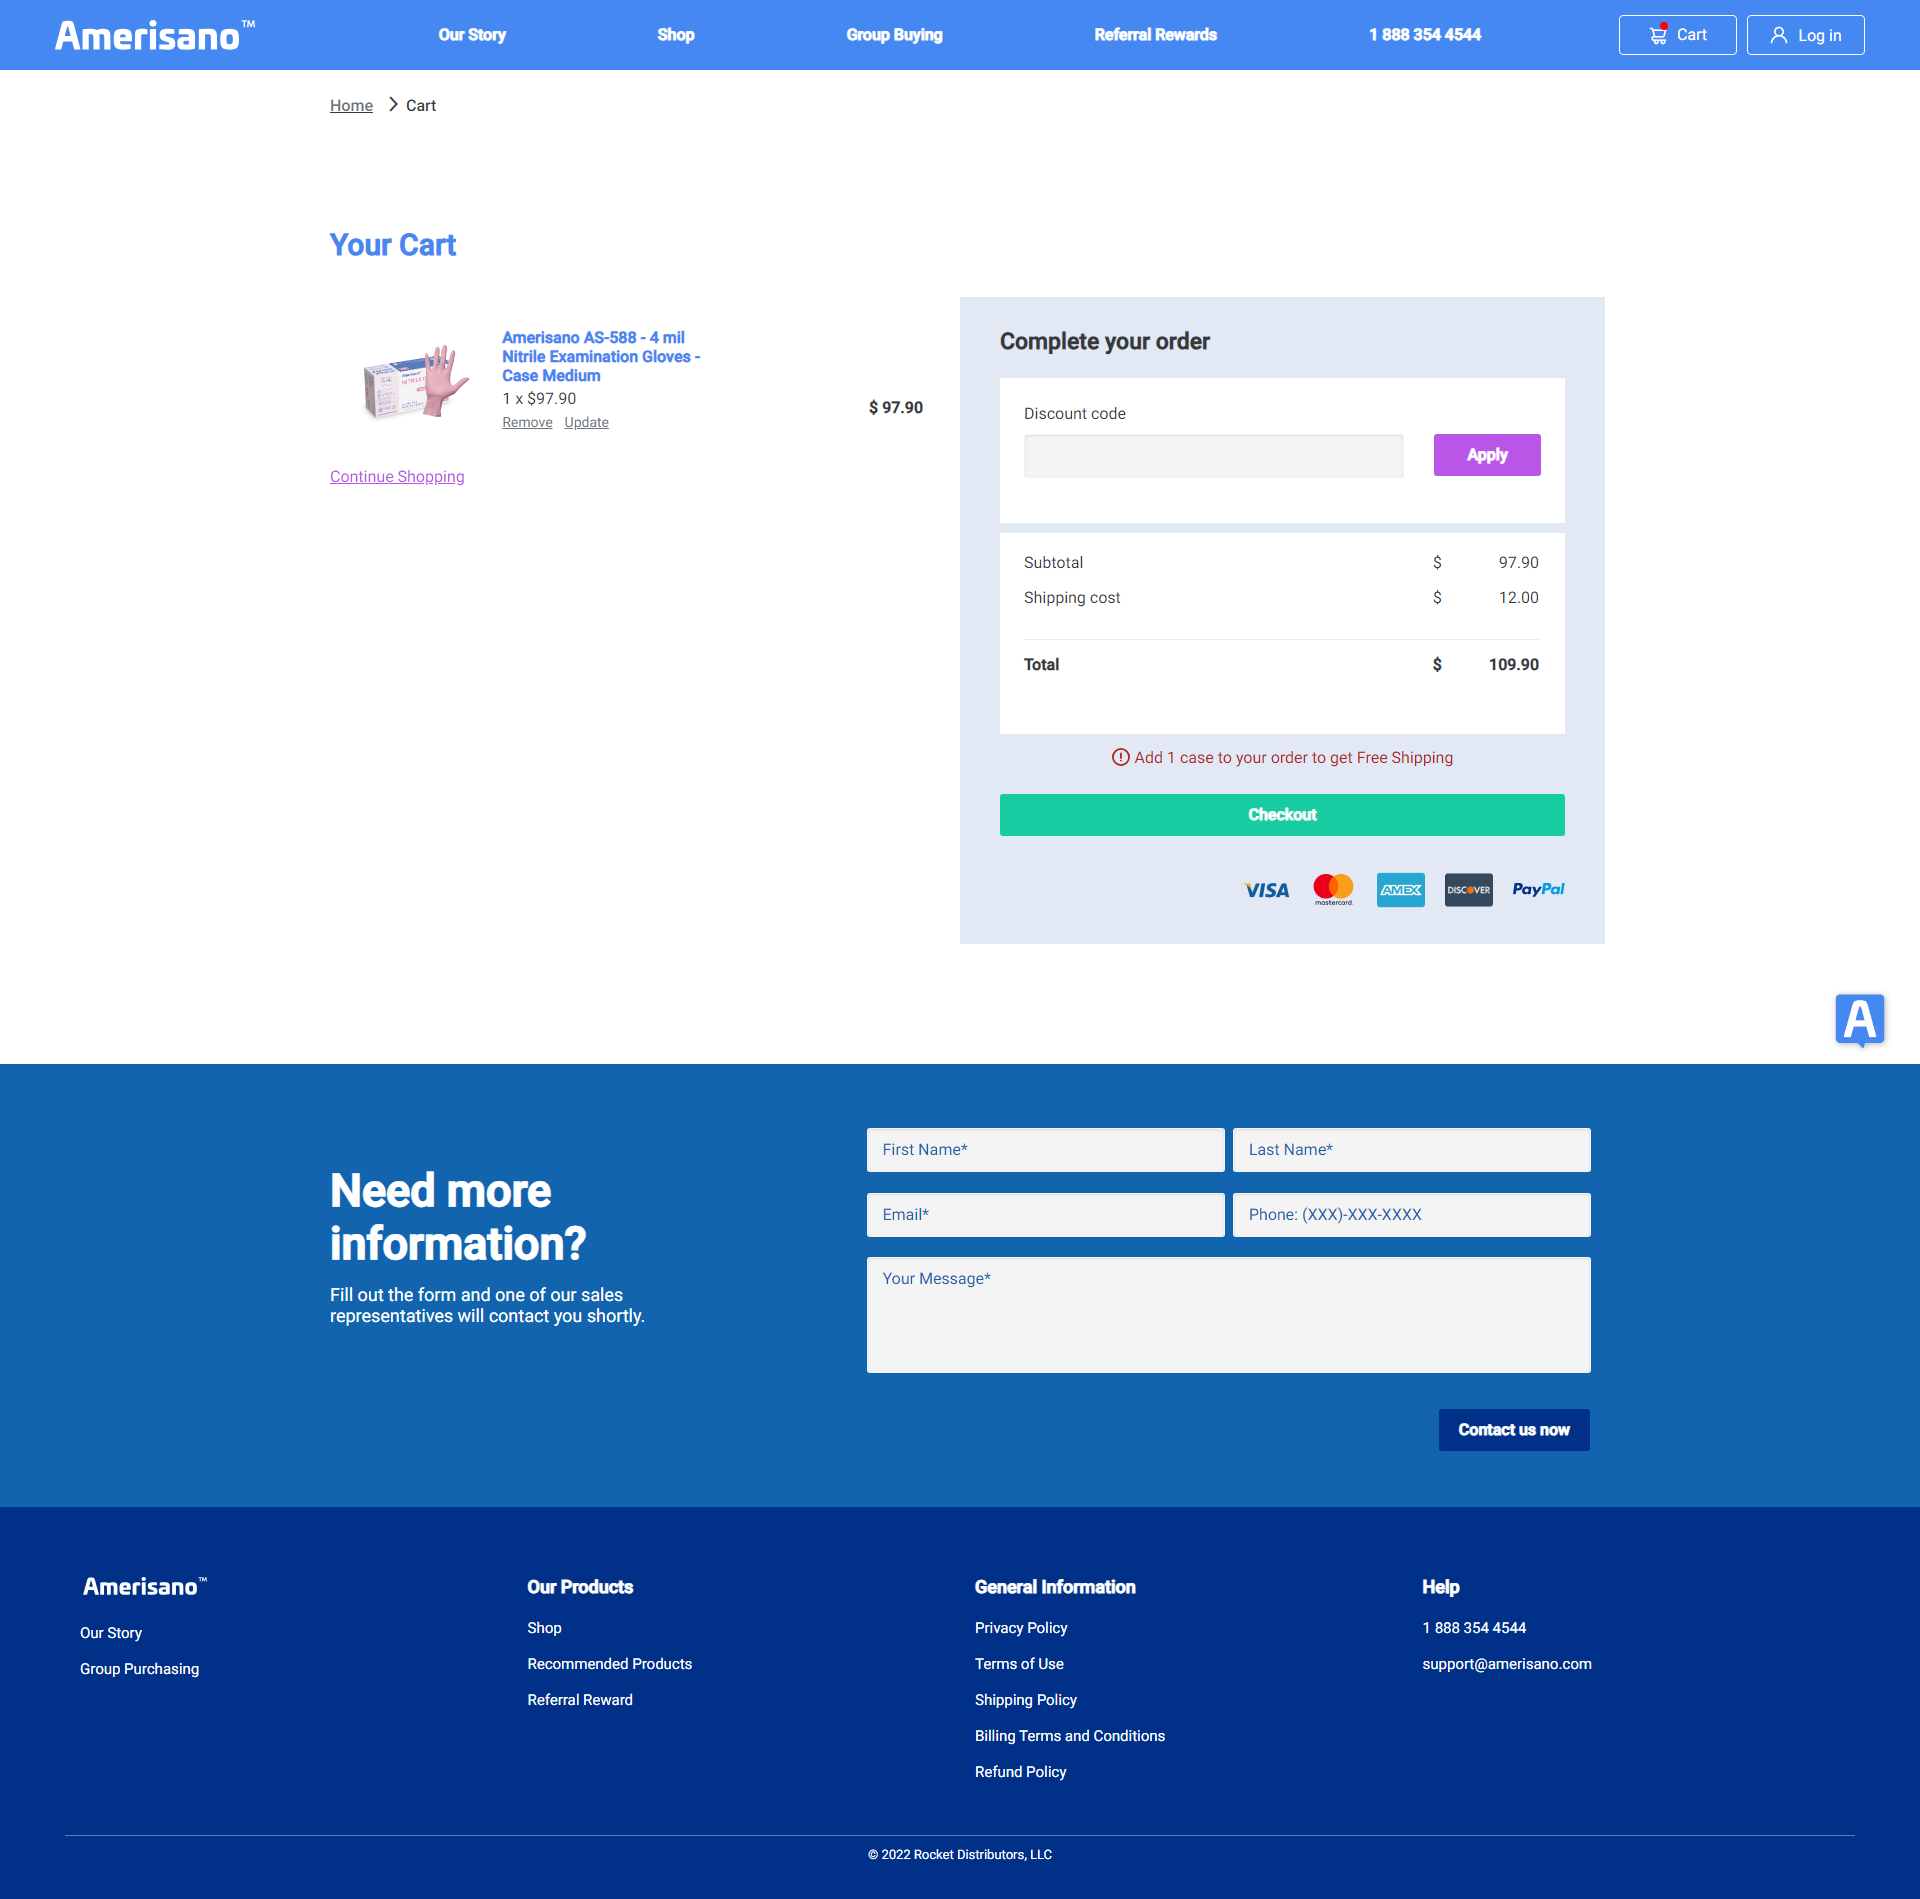 Amerisano™
Our Story
Shop
Group Buying
Referral Rewards
1 888 354 4544
Cart
Log in
Home
Cart
Your Cart
Amerisano AS-588 - 4 mil
Nitrile Examination Gloves -
Case Medium
1 x $97.90
Remove Update
$ 97.90
Continue Shopping
Complete your order
Discount code
Apply
Subtotal $ 97.90
Shipping cost $ 12.00
Total $ 109.90
Add 1 case to your order to get Free Shipping
Checkout
VISA
mastercard
AMEX
DISCOVER
PayPal
A
Need more
information?
Fill out the form and one of our sales
representatives will contact you shortly.
First Name*
Last Name*
Email*
Phone: (XXX)-XXX-XXXX
Your Message*
Contact us now
Amerisano™
Our Story
Group Purchasing
Our Products
Shop
Recommended Products
Referral Reward
General Information
Privacy Policy
Terms of Use
Shipping Policy
Billing Terms and Conditions
Refund Policy
Help
1 888 354 4544
support@amerisano.com
© 2022 Rocket Distributors, LLC